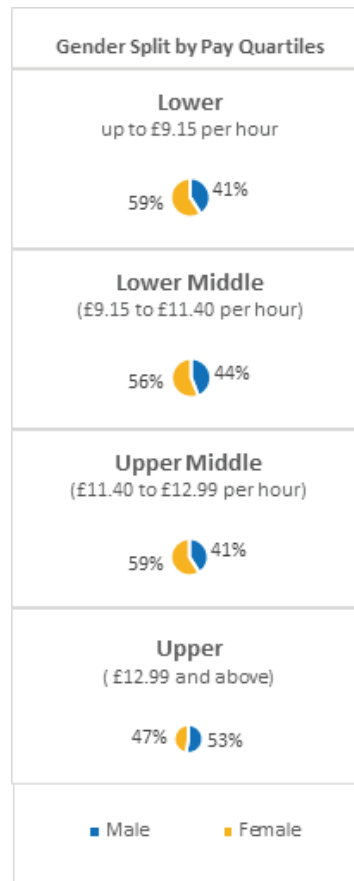 Gender Split by Pay Quartiles
Lower
up to £9.15 per hour
59% 41%
Lower Middle
(£9.15 to £11.40 per hour)
56% 44%
Upper Middle
(£11.40 to £12.99 per hour)
59% 41%
Upper
( £12.99 and above)
47% 53%
Male Female